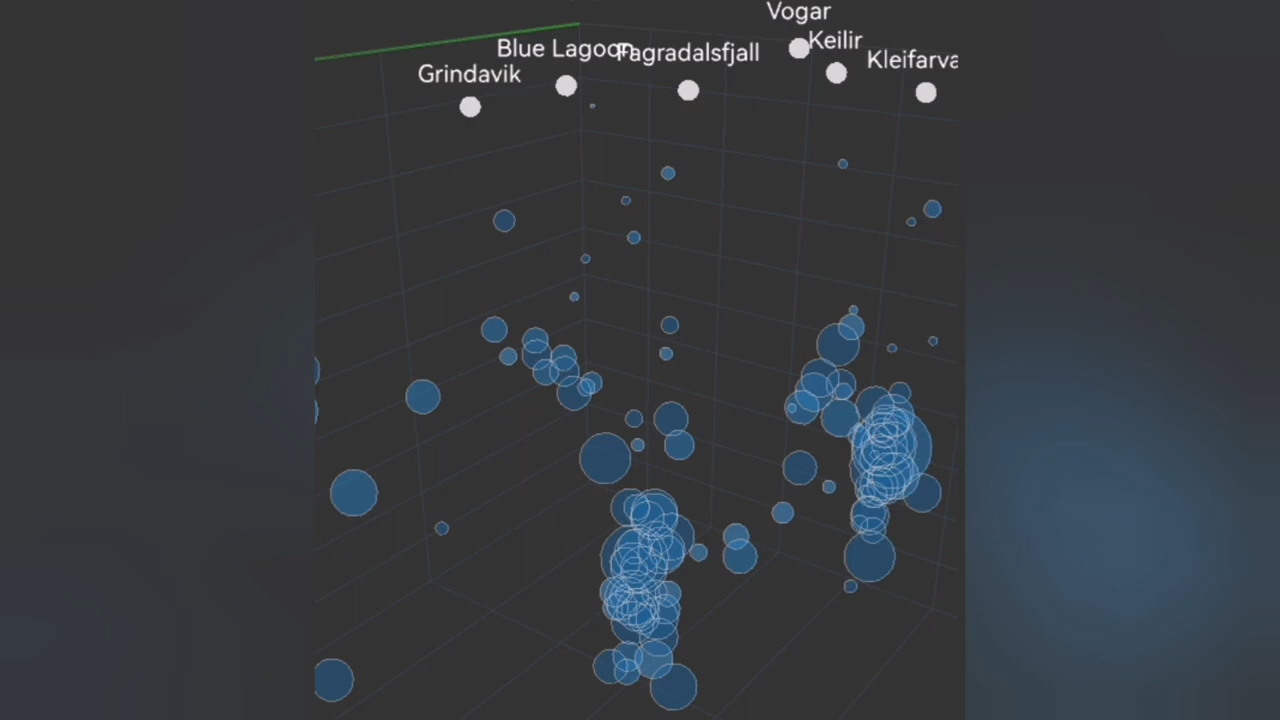 Vogar
Keilir
Blue Lagoon
Fagradalsfjall
Kleifarva
Grindavik